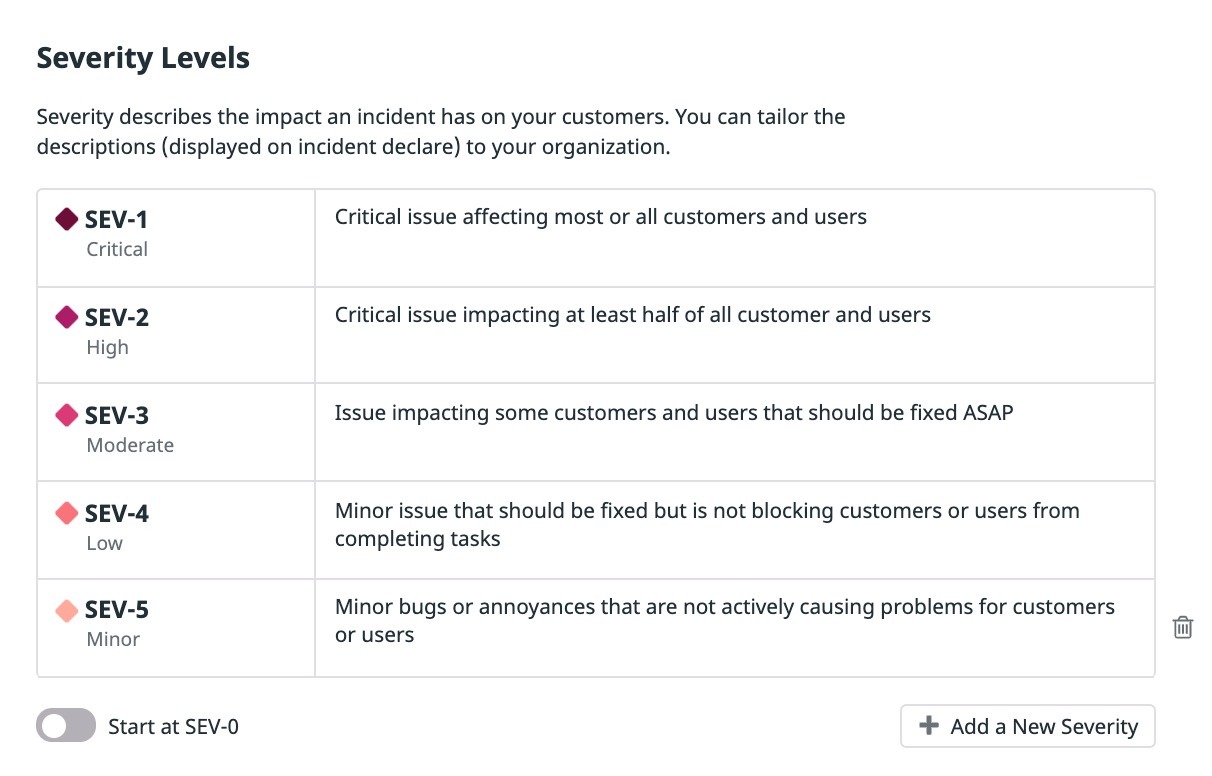 Severity Levels
Severity describes the impact an incident has on your customers. You can tailor the
descriptions (displayed on incident declare) to your organization.
SEV-1
Critical
Critical issue affecting most or all customers and users
SEV-2
High
Critical issue impacting at least half of all customer and users
SEV-3
Moderate
Issue impacting some customers and users that should be fixed ASAP
SEV-4
Low
Minor issue that should be fixed but is not blocking customers or users from
completing tasks
SEV-5
Minor
Minor bugs or annoyances that are not actively causing problems for customers
or users
Start at SEV-0
Add a New Severity